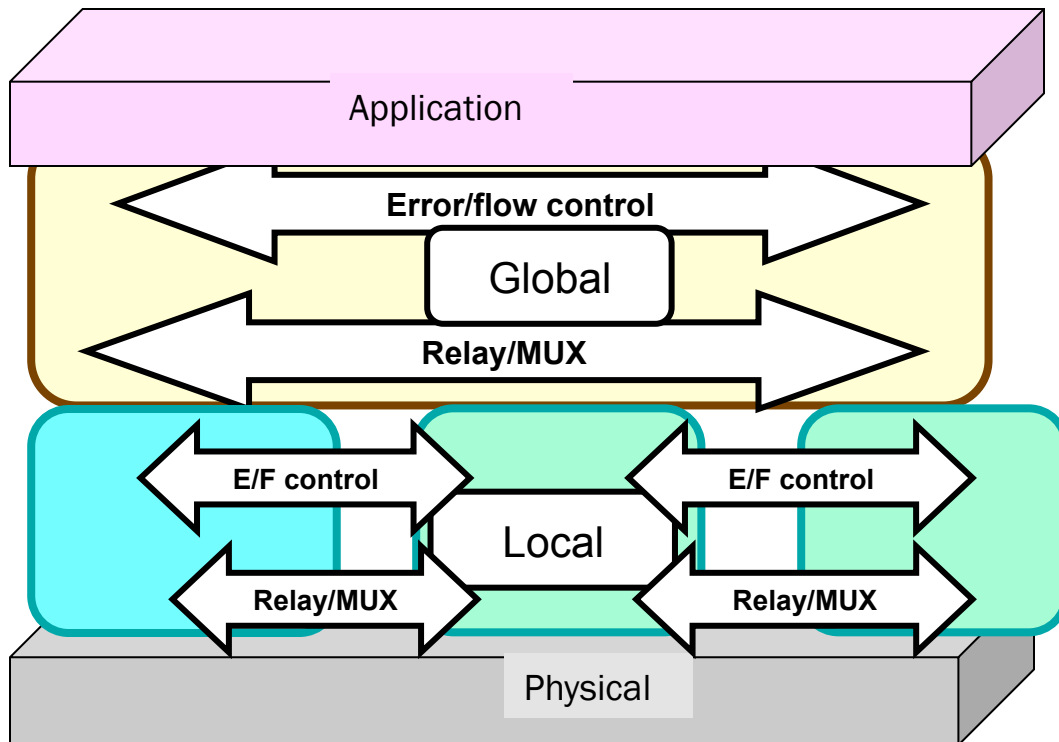 Application
Error/flow control
Global
Relay/MUX
E/F control
E/F control
Local
Relay/MUX
Relay/MUX
Physical